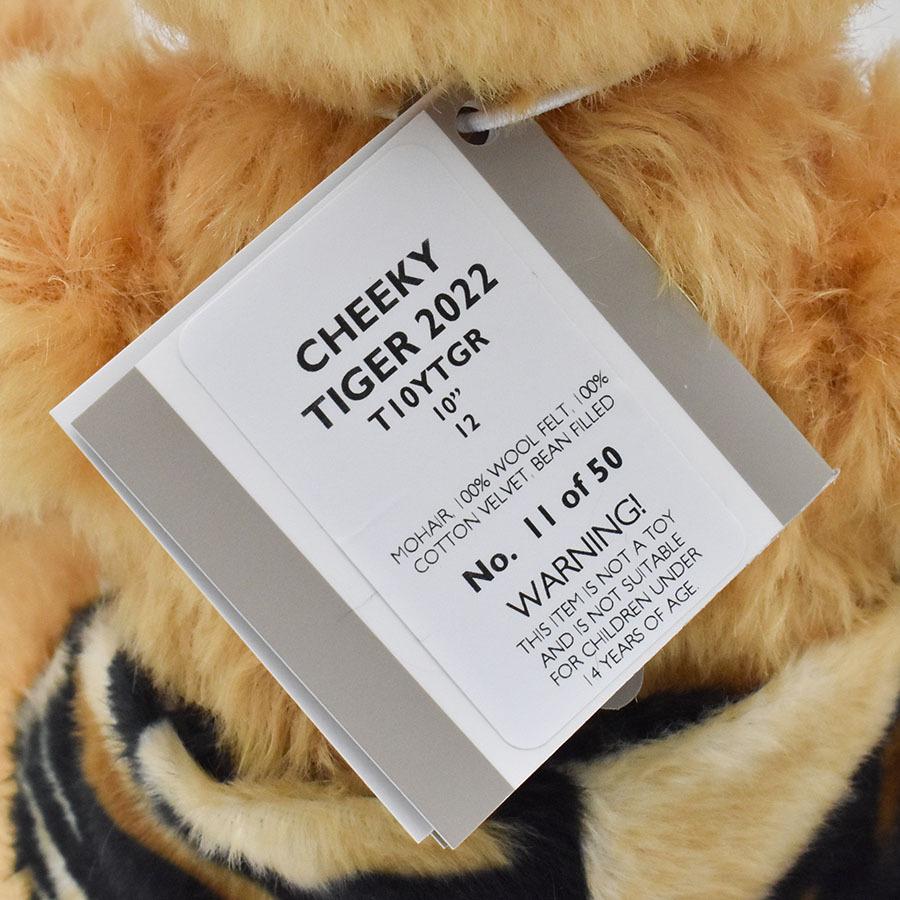 CHEEKY
TIGER 2022
T10YTGR
10”
12
MOHAIR, 100% WOOL FELT, 100%
COTTON VELVET, BEAN FILLED
No. 11 of 50
WARNING!
THIS ITEM IS NOT A TOY
AND IS NOT SUITABLE
FOR CHILDREN UNDER
14 YEARS OF AGE.